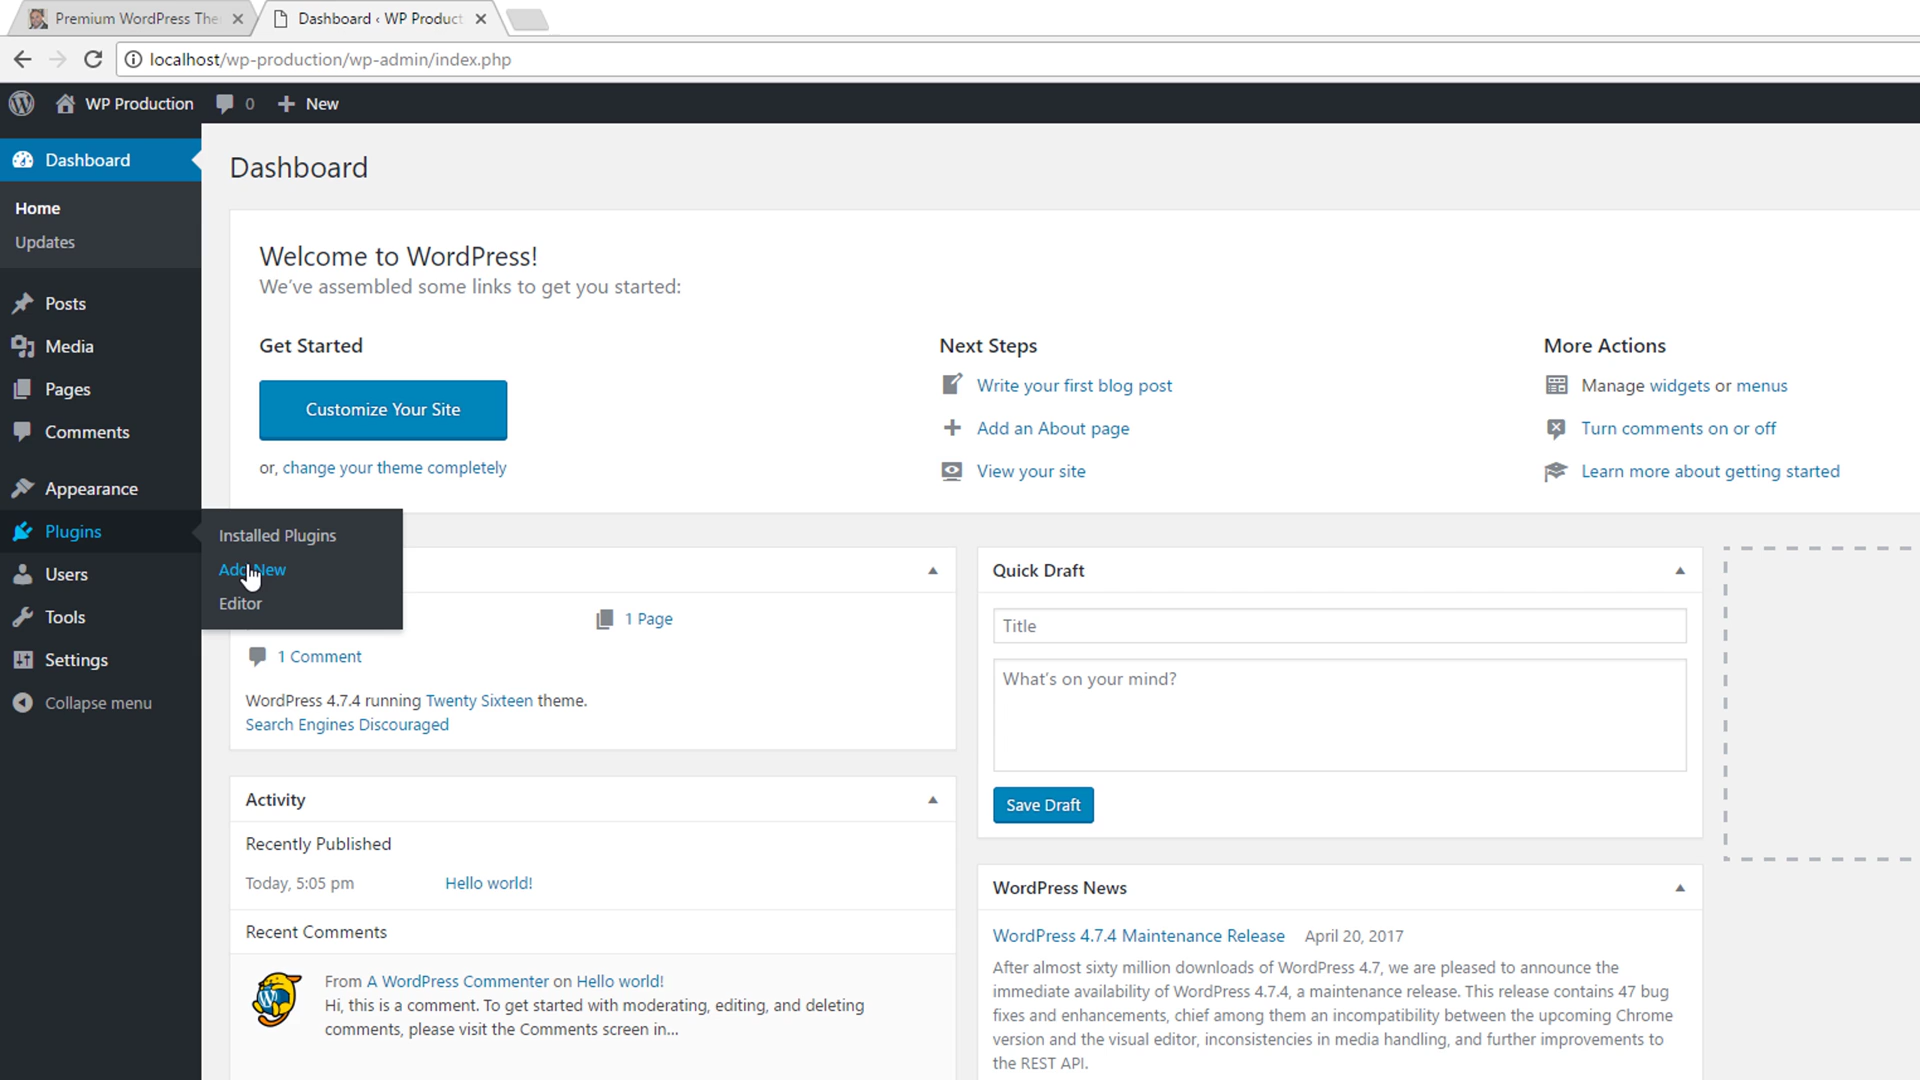 Premium WordPress The
Dashboard ‹ WP Product
localhost/wp-production/wp-admin/index.php
WP Production 0 New
Dashboard
Home
Updates
Posts
Media
Pages
Comments
Appearance
Plugins
Users
Tools
Settings
Collapse menu
Installed Plugins
Add New
Editor
Dashboard
Welcome to WordPress!
We've assembled some links to get you started:
Get Started
Customize Your Site
or, change your theme completely
Next Steps
Write your first blog post
Add an About page
View your site
More Actions
Manage widgets or menus
Turn comments on or off
Learn more about getting started
1 Page
1 Comment
WordPress 4.7.4 running Twenty Sixteen theme.
Search Engines Discouraged
Activity
Recently Published
Today, 5:05 pm Hello world!
Recent Comments
From A WordPress Commenter on Hello world!
Hi, this is a comment. To get started with moderating, editing, and deleting
comments, please visit the Comments screen in...
Quick Draft
Title
What's on your mind?
Save Draft
WordPress News
WordPress 4.7.4 Maintenance Release April 20, 2017
After almost sixty million downloads of WordPress 4.7, we are pleased to announce the
immediate availability of WordPress 4.7.4, a maintenance release. This release contains 47 bug
fixes and enhancements, chief among them an incompatibility between the upcoming Chrome
version and the visual editor, inconsistencies in media handling, and further improvements to
the REST API.